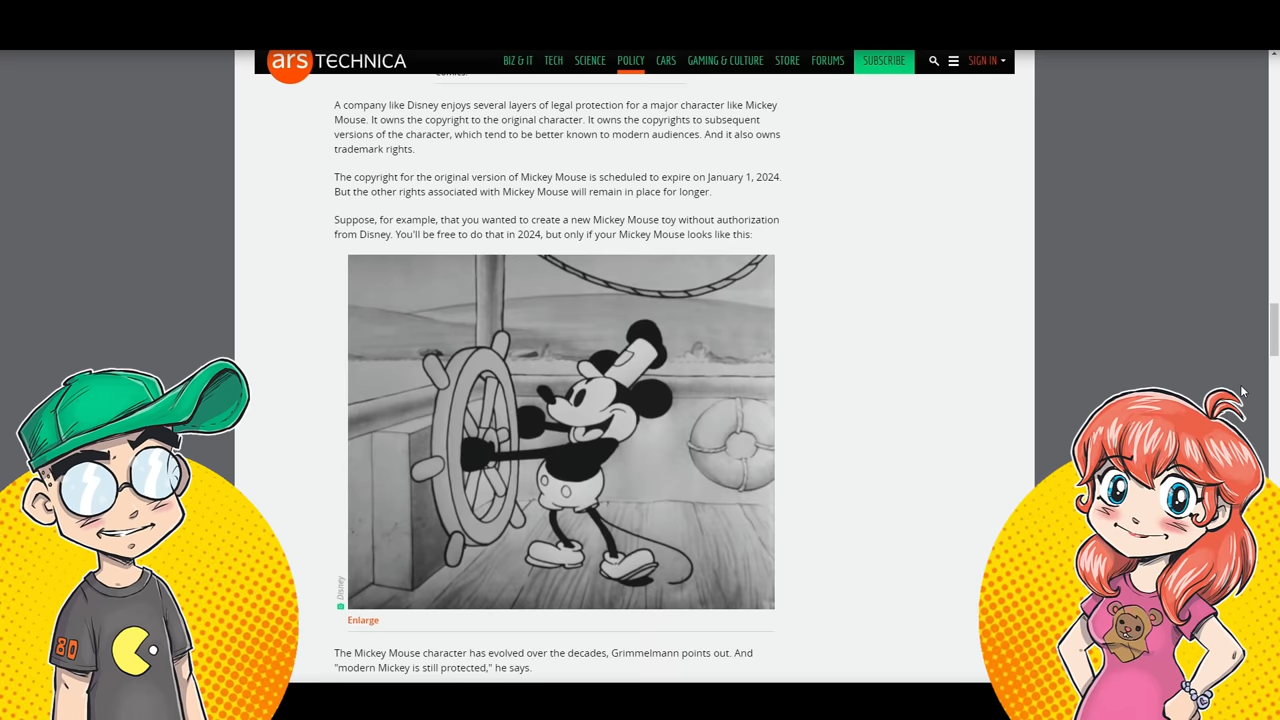 ars TECHNICA
BIZ & IT TECH SCIENCE POLICY CARS GAMING & CULTURE STORE FORUMS SUBSCRIBE SIGN IN
comics.
A company like Disney enjoys several layers of legal protection for a major character like Mickey
Mouse. It owns the copyright to the original character. It owns the copyrights to subsequent
versions of the character, which tend to be better known to modern audiences. And it also owns
trademark rights.
The copyright for the original version of Mickey Mouse is scheduled to expire on January 1, 2024.
But the other rights associated with Mickey Mouse will remain in place for longer.
Suppose, for example, that you wanted to create a new Mickey Mouse toy without authorization
from Disney. You'll be free to do that in 2024, but only if your Mickey Mouse looks like this:
Disney
Enlarge
The Mickey Mouse character has evolved over the decades, Grimmelmann points out. And
"modern Mickey is still protected," he says.
80